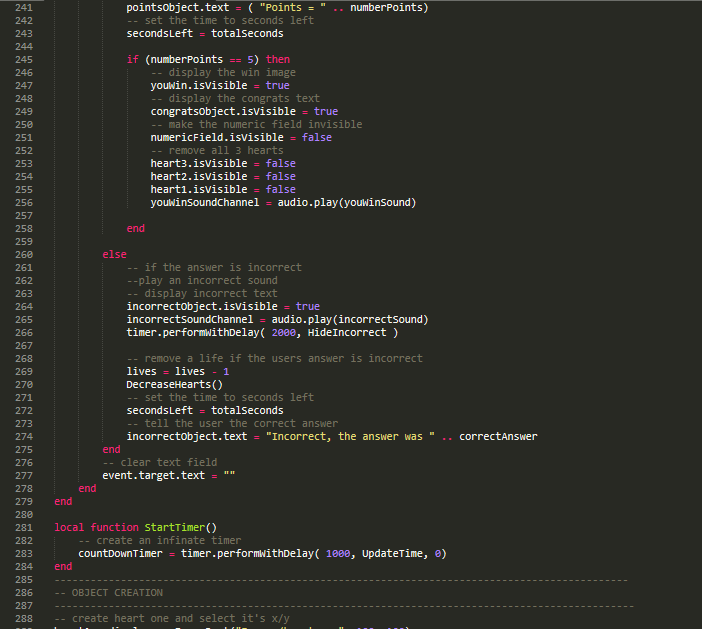 241 pointsObject.text = ( "Points = " .. numberPoints)
242 -- set the time to seconds left
243 secondsLeft = totalSeconds
244
245 if (numberPoints == 5) then
246 -- display the win image
247 youWin.isVisible = true
248 -- display the congrats text
249 congratsObject.isVisible = true
250 -- make the numeric field invisible
251 numericField.isVisible = false
252 -- remove all 3 hearts
253 heart3.isVisible = false
254 heart2.isVisible = false
255 heart1.isVisible = false
256 youWinSoundChannel = audio.play(youWinSound)
257
258 end
259
260 else
261 -- if the answer is incorrect
262 --play an incorrect sound
263 -- display incorrect text
264 incorrectObject.isVisible = true
265 incorrectSoundChannel = audio.play(incorrectSound)
266 timer.performWithDelay( 2000, HideIncorrect )
267
268 -- remove a life if the users answer is incorrect
269 lives = lives - 1
270 DecreaseHearts()
271 -- set the time to seconds left
272 secondsLeft = totalSeconds
273 -- tell the user the correct answer
274 incorrectObject.text = "Incorrect, the answer was " .. correctAnswer
275 end
276 -- clear text field
277 event.target.text = ""
278 end
279 end
280
281 local function StartTimer()
282 -- create an infinate timer
283 countDownTimer = timer.performWithDelay( 1000, UpdateTime, 0)
284 end
285 ----------------------------------------------------------------------------------------------
286 -- OBJECT CREATION
287 -----------------------------------------------------------------------------------------------
288 -- create heart one and select it's x/y